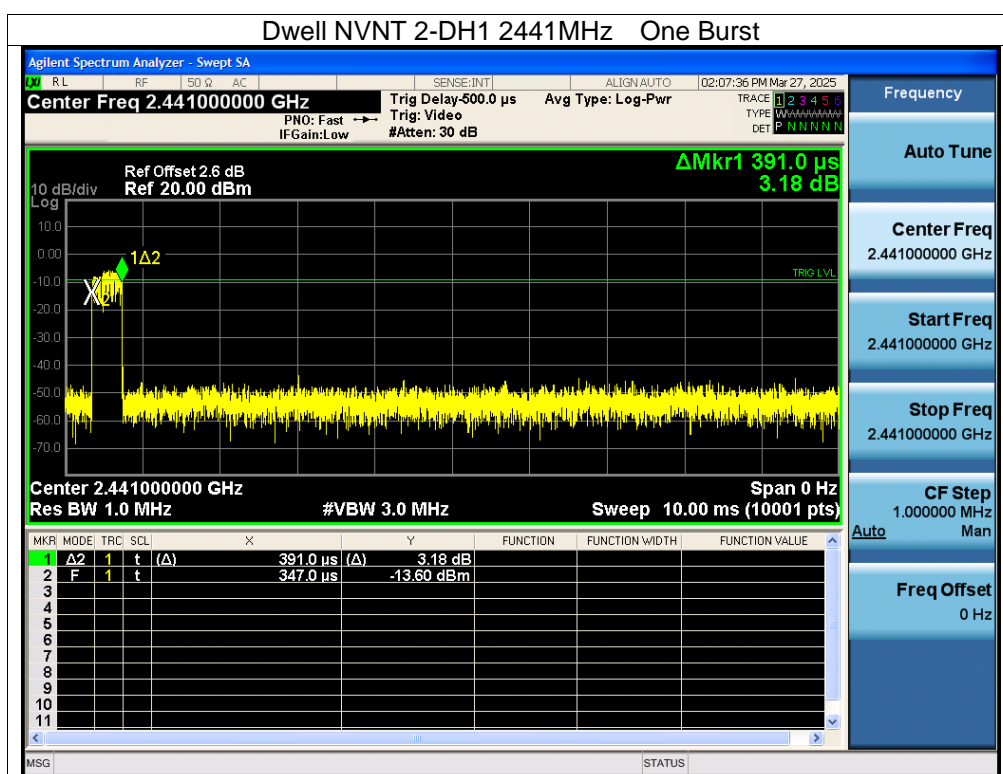 Dwell NVNT 2-DH1 2441MHz One Burst
Agilent Spectrum Analyzer - Swept SA
LXI RL RF 50 Ω AC SENSE:INT ALIGN AUTO 02:07:36 PM Mar 27, 2025
Center Freq 2.441000000 GHz
PNO: Fast
IFGain:Low
Trig Delay-500.0 µs
Trig: Video
#Atten: 30 dB
Avg Type: Log-Pwr
TRACE 1 2 3 4 5 6
TYPE WWWWWW
DET P N N N N N
Frequency
Auto Tune
Center Freq
2.441000000 GHz
Start Freq
2.441000000 GHz
Stop Freq
2.441000000 GHz
CF Step
1.000000 MHz
Auto Man
Freq Offset
0 Hz
ΔMkr1 391.0 µs
3.18 dB
Ref Offset 2.6 dB
10 dB/div Ref 20.00 dBm
Log
10.0
0.00
-10.0
-20.0
-30.0
-40.0
-50.0
-60.0
-70.0
1Δ2
2
TRIG LVL
Center 2.441000000 GHz Span 0 Hz
Res BW 1.0 MHz #VBW 3.0 MHz Sweep 10.00 ms (10001 pts)
MKR MODE TRC SCL X Y FUNCTION FUNCTION WIDTH FUNCTION VALUE
1 Δ2 1 t (Δ) 391.0 µs (Δ) 3.18 dB
2 F 1 t 347.0 µs -13.60 dBm
3
4
5
6
7
8
9
10
11
MSG STATUS